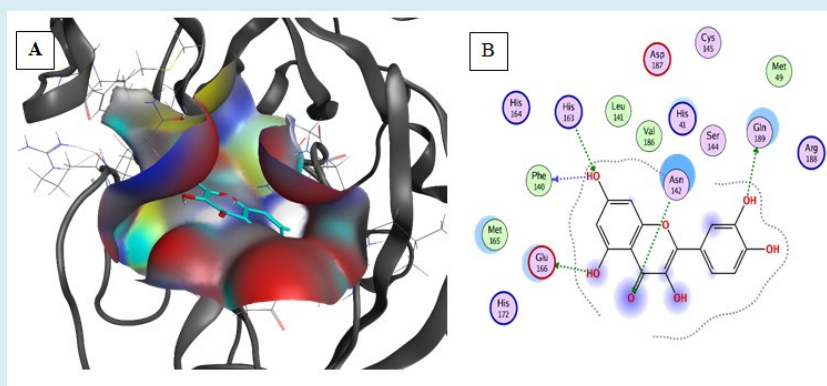 A
B
Cys
145
Asp
187
Met
49
His
164
His
163
Leu
141
Val
186
His
41
Ser
144
Gln
189
Arg
188
Phe
140
HO
Asn
142
OH
Met
165
O
OH
Glu
166
HO
O
OH
His
172